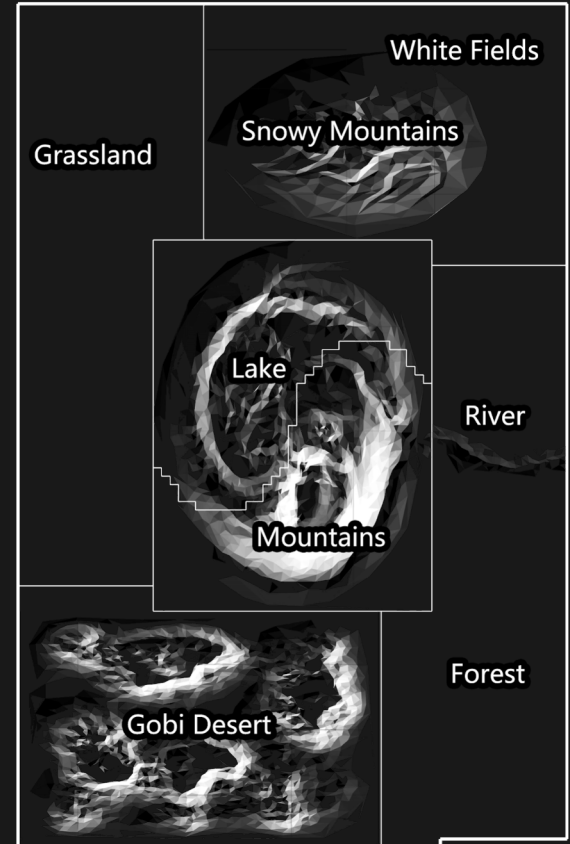 White Fields
Snowy Mountains
Grassland
Lake
River
Mountains
Forest
Gobi Desert